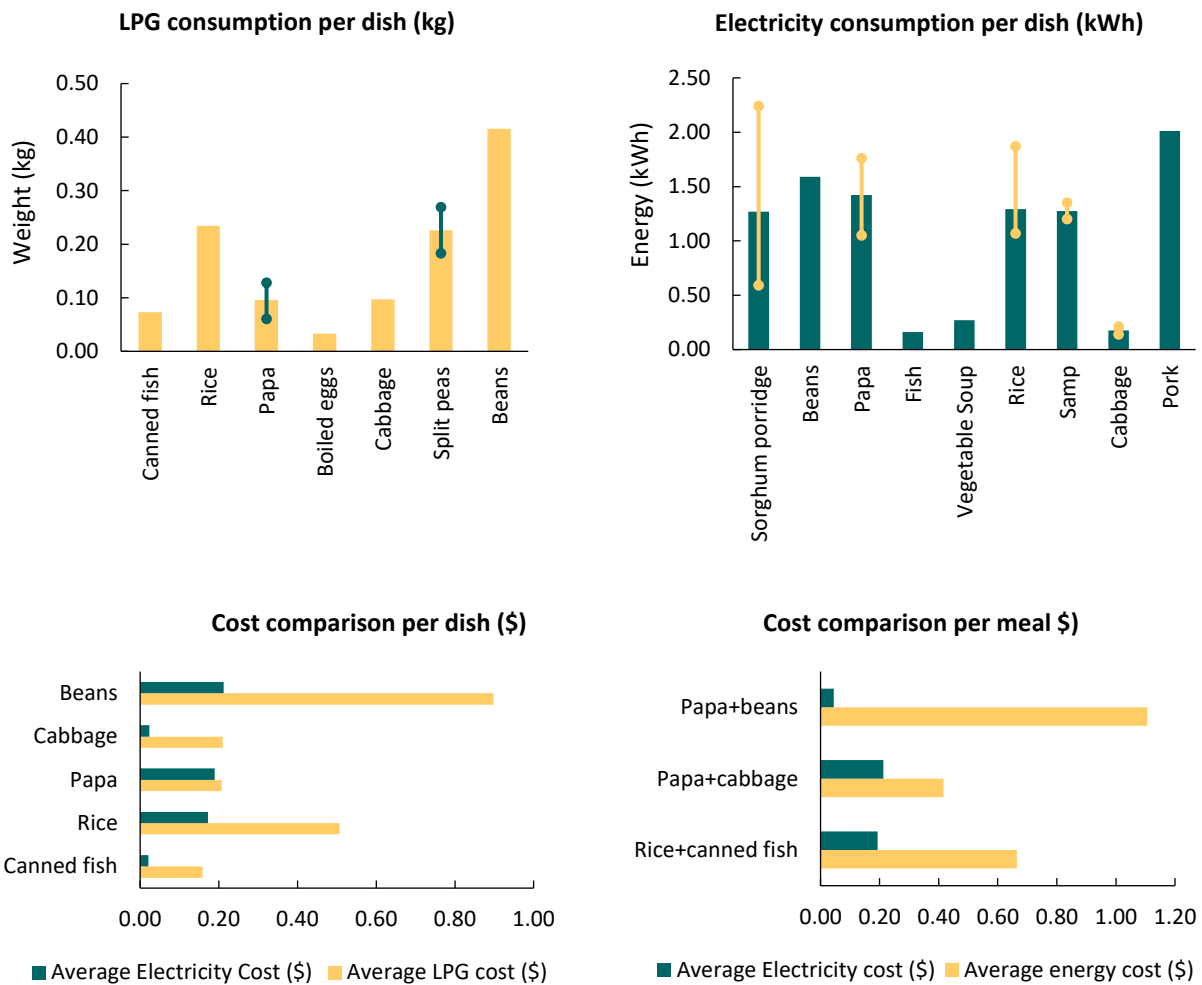 LPG consumption per dish (kg)
Weight (kg)
0.50
0.40
0.30
0.20
0.10
0.00
Canned fish
Rice
Papa
Boiled eggs
Cabbage
Split peas
Beans
Electricity consumption per dish (kWh)
Energy (kWh)
2.50
2.00
1.50
1.00
0.50
0.00
Sorghum porridge
Beans
Papa
Fish
Vegetable Soup
Rice
Samp
Cabbage
Pork
Cost comparison per dish ($)
Beans
Cabbage
Papa
Rice
Canned fish
0.00 0.20 0.40 0.60 0.80 1.00
Average Electricity Cost ($) Average LPG cost ($)
Cost comparison per meal $)
Papa+beans
Papa+cabbage
Rice+canned fish
0.00 0.20 0.40 0.60 0.80 1.00 1.20
Average Electricity cost ($) Average energy cost ($)